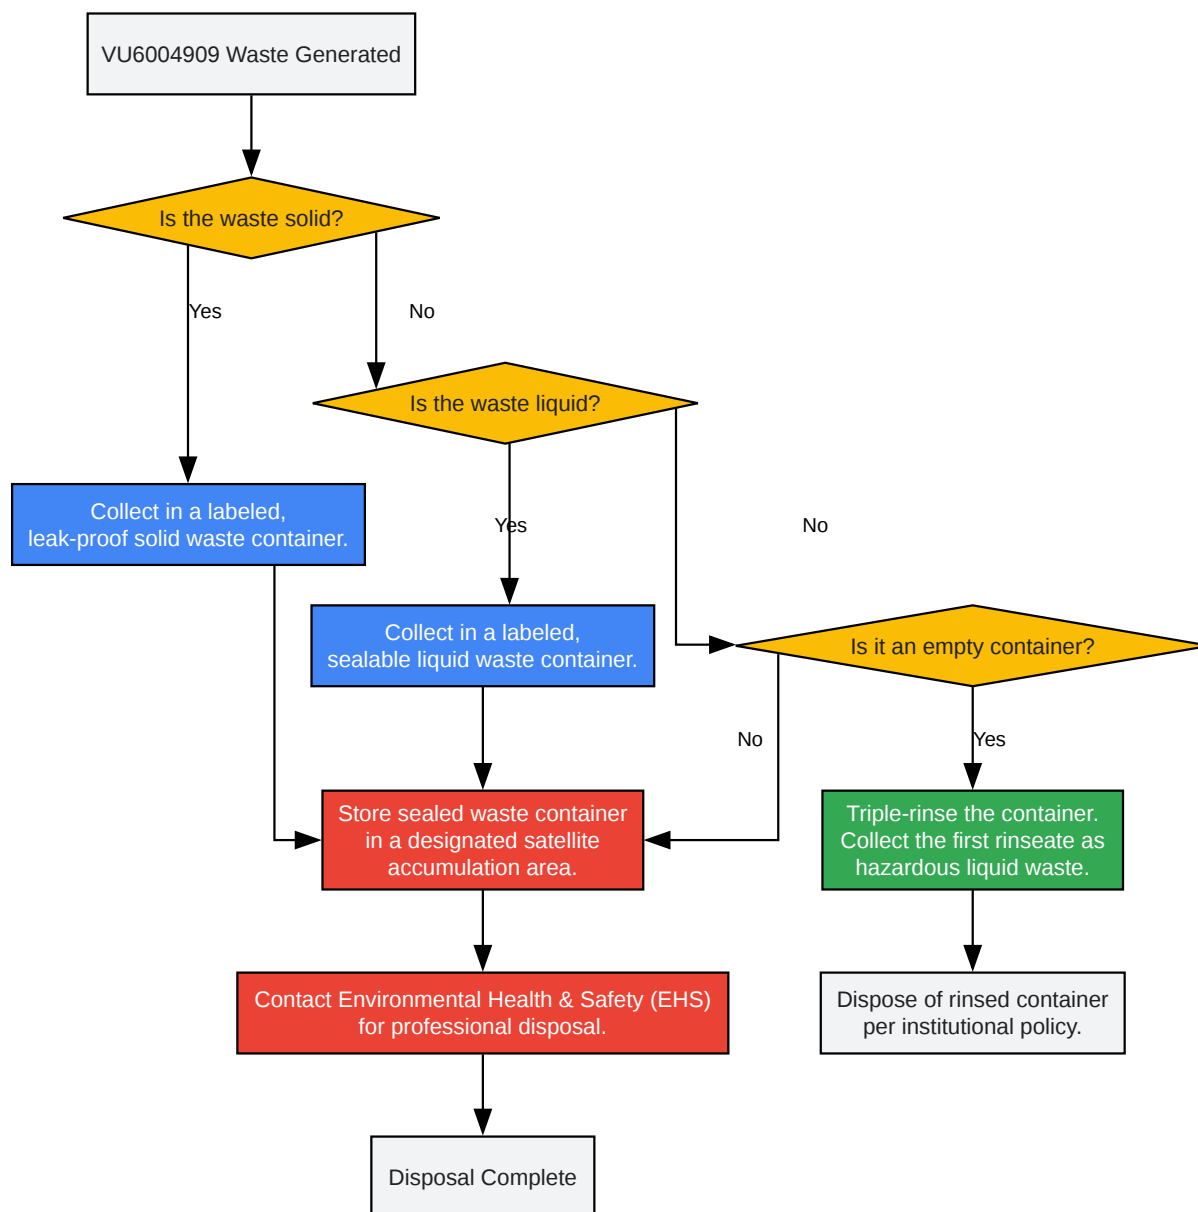 VU6004909 Waste Generated
Is the waste solid?
Yes
No
Is the waste liquid?
Collect in a labeled,
leak-proof solid waste container.
Yes
No
Collect in a labeled,
sealable liquid waste container.
Is it an empty container?
No
Yes
Store sealed waste container
in a designated satellite
accumulation area.
Triple-rinse the container.
Collect the first rinseate as
hazardous liquid waste.
Contact Environmental Health & Safety (EHS)
for professional disposal.
Dispose of rinsed container
per institutional policy.
Disposal Complete